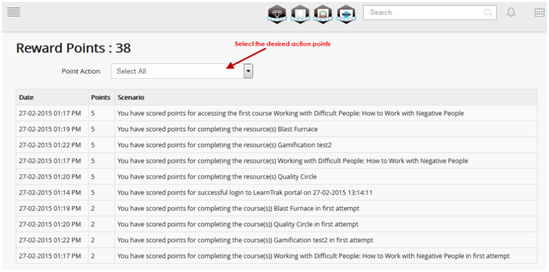 Search...
Reward Points : 38
Select the desired action points
Point Action Select All
Date Points Scenario
27-02-2015 01:17 PM 5 You have scored points for accessing the first course Working with Difficult People: How to Work with Negative People
27-02-2015 01:19 PM 5 You have scored points for completing the resource(s) Blast Furnace
27-02-2015 01:22 PM 5 You have scored points for completing the resource(s) Gamification test2
27-02-2015 01:17 PM 5 You have scored points for completing the resource(s) Working with Difficult People: How to Work with Negative People
27-02-2015 01:20 PM 5 You have scored points for completing the resource(s) Quality Circle
27-02-2015 01:14 PM 5 You have scored points for successful login to LearnTrak portal on 27-02-2015 13:14:11
27-02-2015 01:19 PM 2 You have scored points for completing the course(s)) Blast Furnace in first attempt
27-02-2015 01:20 PM 2 You have scored points for completing the course(s)) Quality Circle in first attempt
27-02-2015 01:22 PM 2 You have scored points for completing the course(s)) Gamification test2 in first attempt
27-02-2015 01:17 PM 2 You have scored points for completing the course(s)) Working with Difficult People: How to Work with Negative People in first attempt